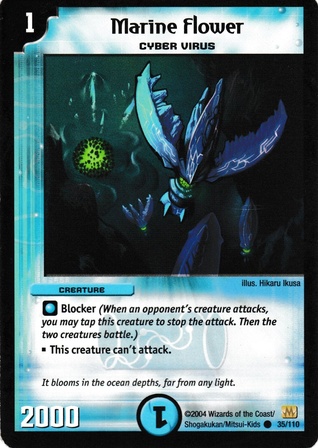 1
Marine Flower
CYBER VIRUS
illus. Hikaru Ikusa
CREATURE
Blocker (When an opponent's creature attacks,
you may tap this creature to stop the attack. Then the
two creatures battle.)
▪ This creature can't attack.
It blooms in the ocean depths, far from any light.
2000
1
©2004 Wizards of the Coast/
Shogakukan/Mitsui-Kids ● 35/110